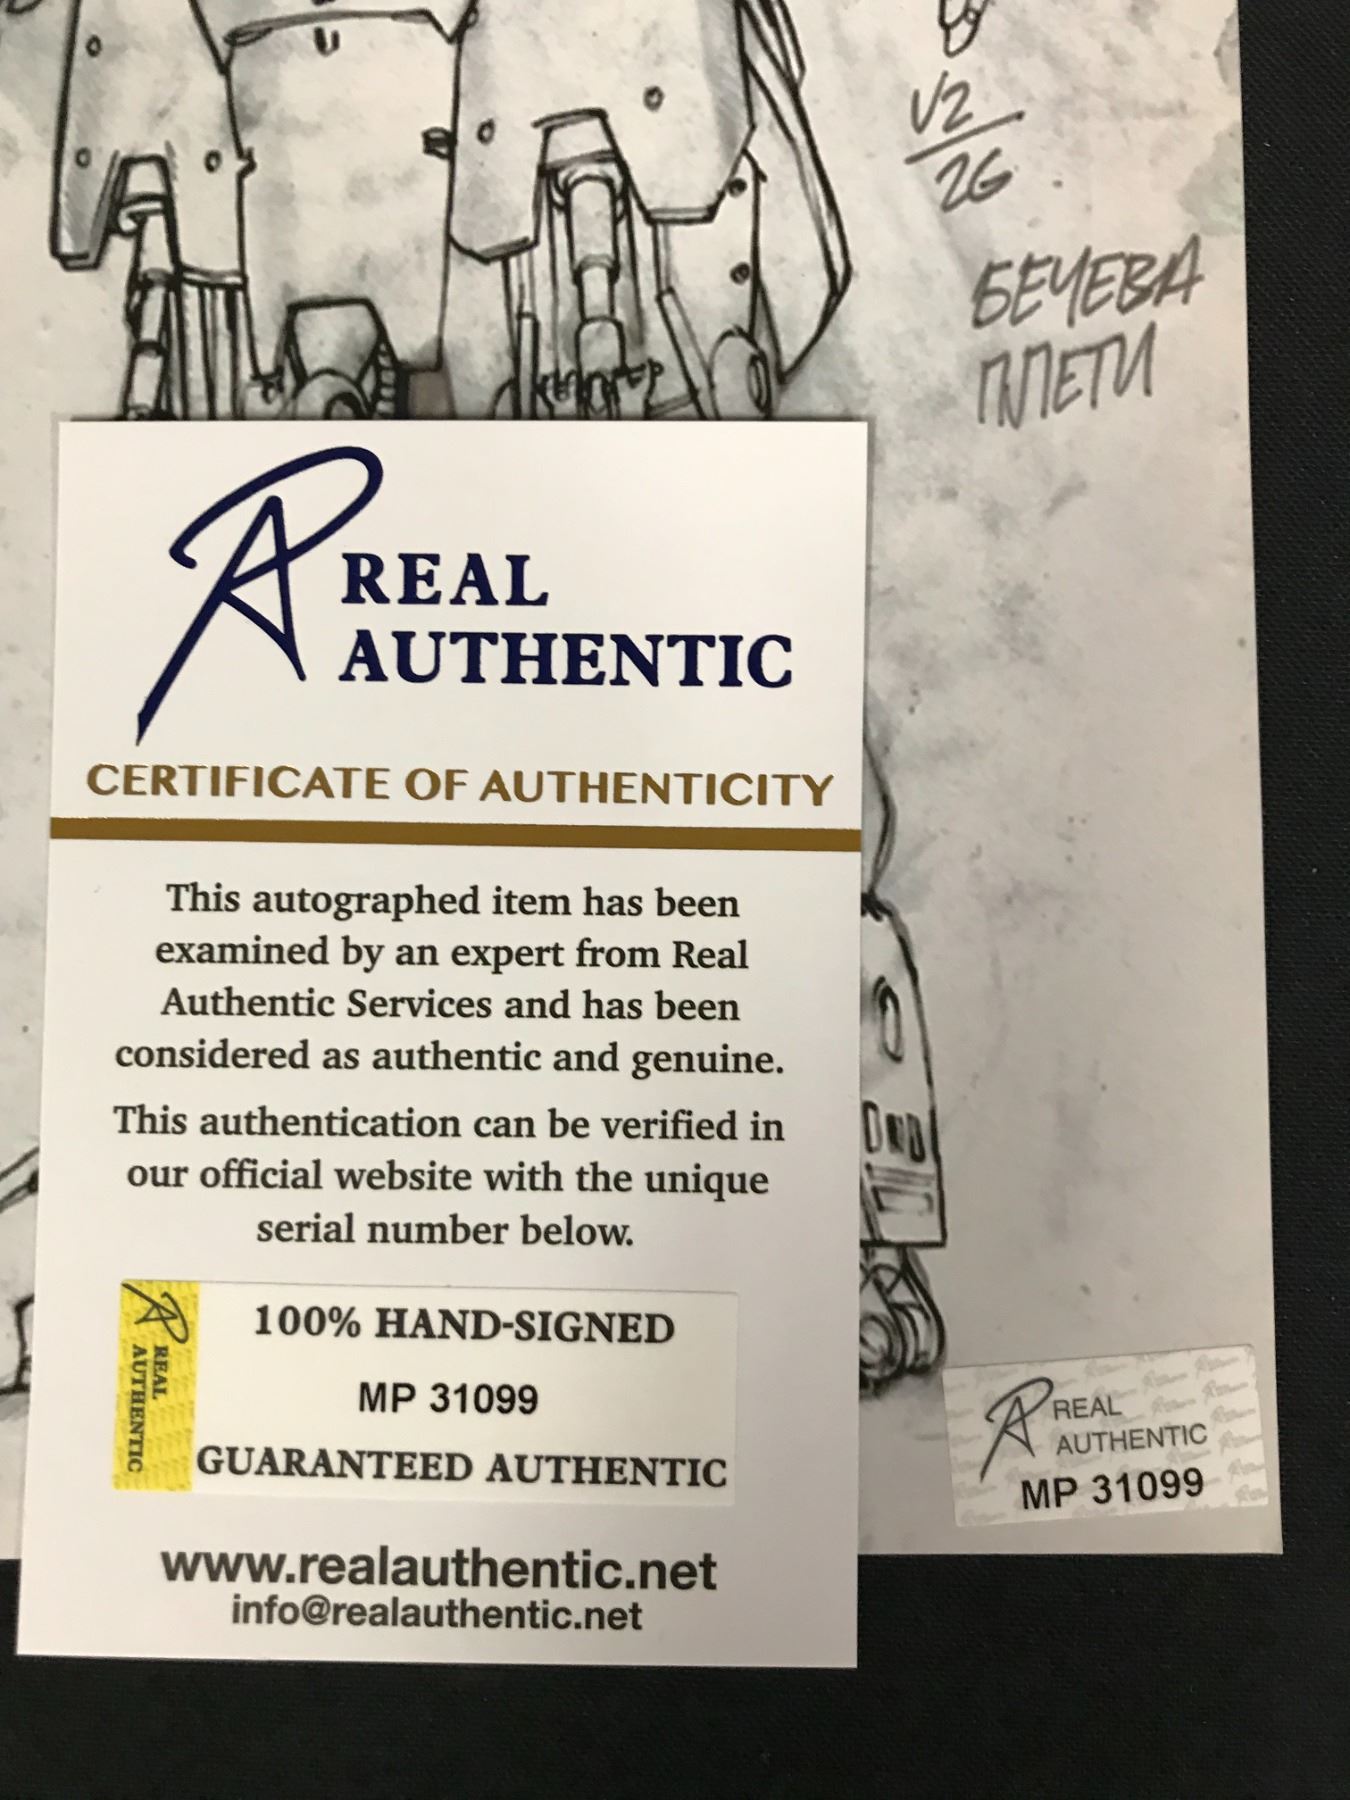 V2
2G
БЕЧЕВА
ПЛЕТИ
REAL
AUTHENTIC
CERTIFICATE OF AUTHENTICITY
This autographed item has been
examined by an expert from Real
Authentic Services and has been
considered as authentic and genuine.
This authentication can be verified in
our official website with the unique
serial number below.
REAL
AUTHENTIC
100% HAND-SIGNED
MP 31099
GUARANTEED AUTHENTIC
www.realauthentic.net
info@realauthentic.net
REAL
AUTHENTIC
MP 31099